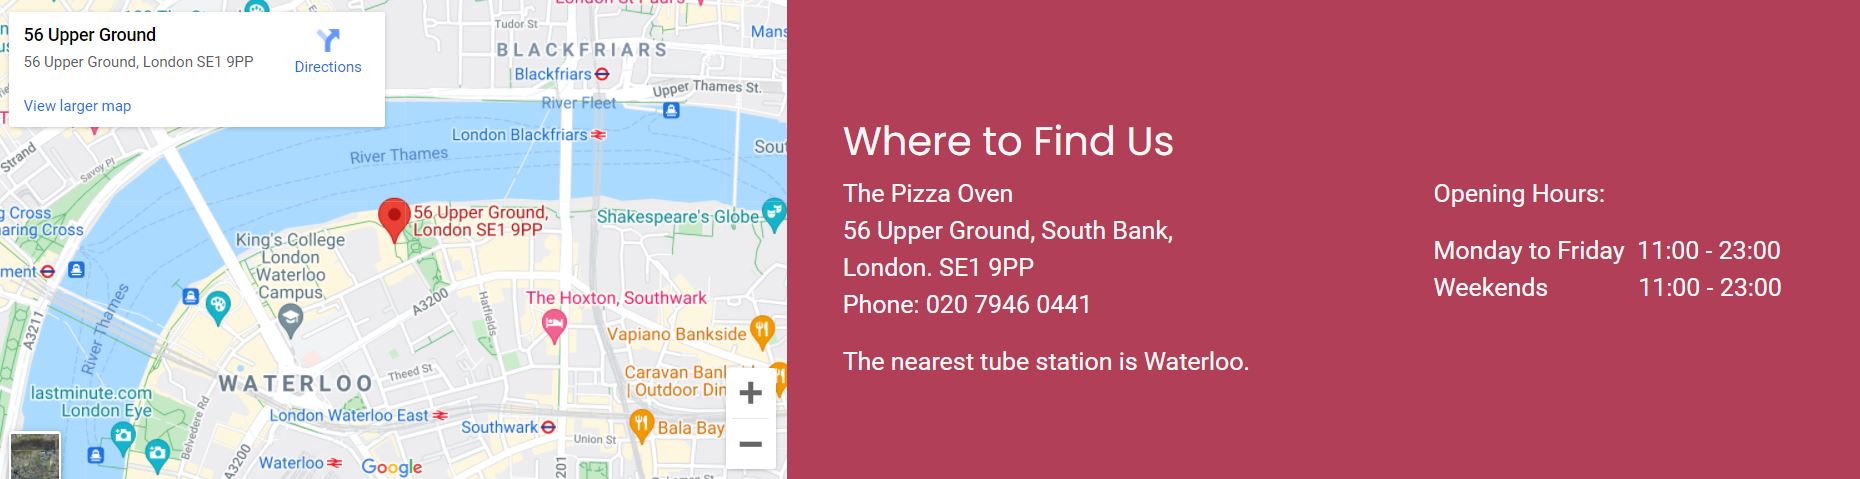 London St Paul's
56 Upper Ground
56 Upper Ground, London SE1 9PP
Directions
View larger map
Tudor St
BLACKFRIARS
Blackfriars
Upper Thames St.
River Fleet
London Blackfriars
River Thames
Strand
Savoy Pl
56 Upper Ground,
London SE1 9PP
Shakespeare's Globe
King's College
London
Waterloo
Campus
A3200
Hatfields
The Hoxton, Southwark
A3211
River Thames
Vapiano Bankside
WATERLOO
Theed St
Caravan Bank
| Outdoor Din
lastminute.com
London Eye
Belvedere Rd
London Waterloo East
Southwark
Union St
Bala Bay
A3200
Waterloo
Google
201
Where to Find Us
The Pizza Oven
56 Upper Ground, South Bank,
London. SE1 9PP
Phone: 020 7946 0441
The nearest tube station is Waterloo.
Opening Hours:
Monday to Friday 11:00 - 23:00
Weekends 11:00 - 23:00